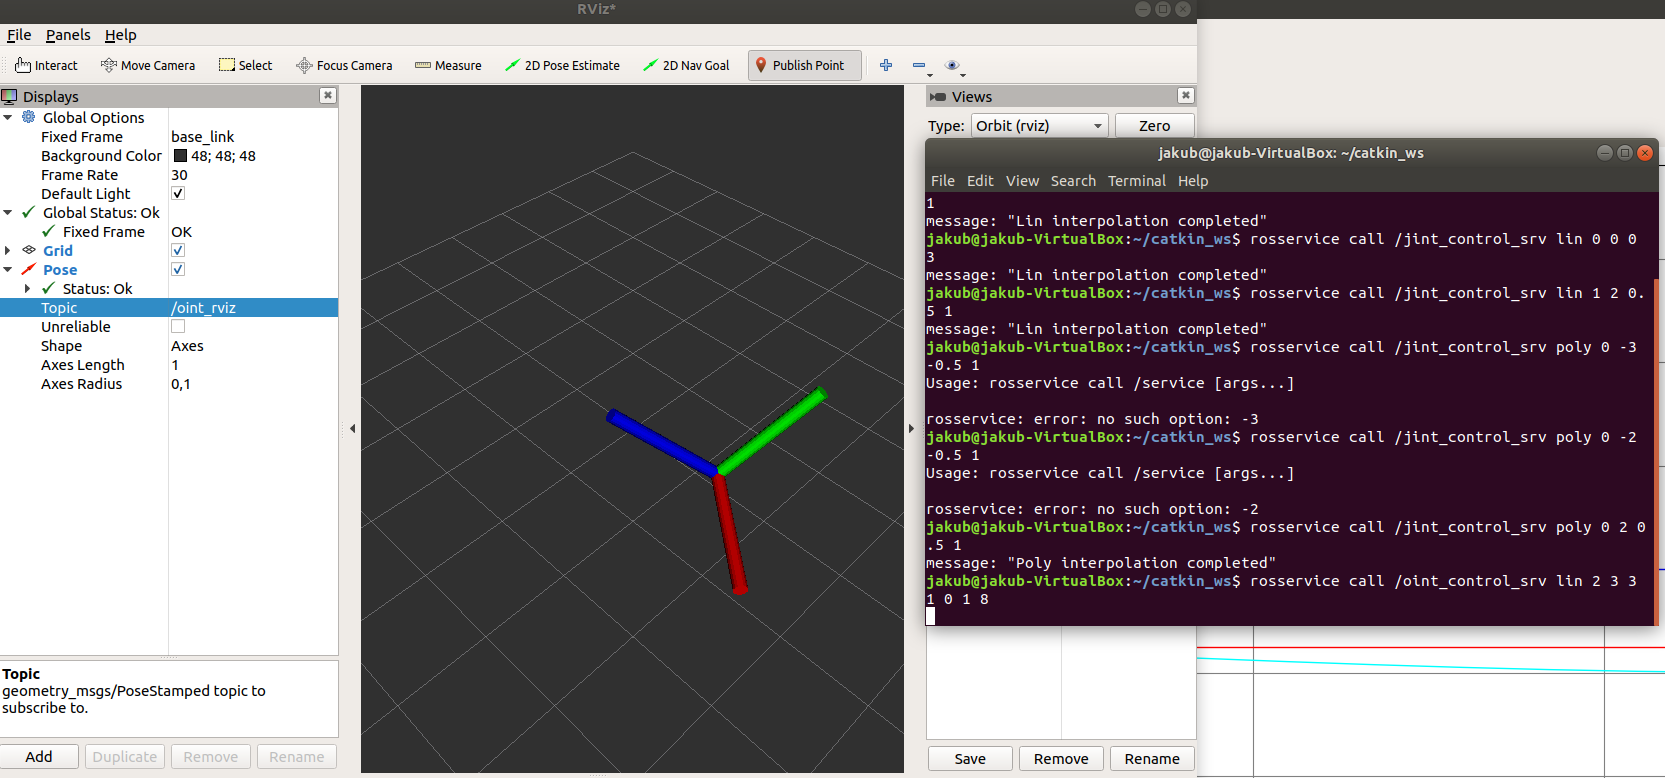 RViz*
File Panels Help
Interact Move Camera Select Focus Camera Measure 2D Pose Estimate 2D Nav Goal Publish Point
Displays
Global Options
Fixed Frame base_link
Background Color 48; 48; 48
Frame Rate 30
Default Light
Global Status: Ok
Fixed Frame OK
Grid
Pose
Status: Ok
Topic /oint_rviz
Unreliable
Shape Axes
Axes Length 1
Axes Radius 0,1
Topic
geometry_msgs/PoseStamped topic to
subscribe to.
Add Duplicate Remove Rename
Views
Type: Orbit (rviz) Zero
jakub@jakub-VirtualBox: ~/catkin_ws
File Edit View Search Terminal Help
1
message: "Lin interpolation completed"
jakub@jakub-VirtualBox:~/catkin_ws$ rosservice call /jint_control_srv lin 0 0 0
3
message: "Lin interpolation completed"
jakub@jakub-VirtualBox:~/catkin_ws$ rosservice call /jint_control_srv lin 1 2 0.
5 1
message: "Lin interpolation completed"
jakub@jakub-VirtualBox:~/catkin_ws$ rosservice call /jint_control_srv poly 0 -3
-0.5 1
Usage: rosservice call /service [args...]
rosservice: error: no such option: -3
jakub@jakub-VirtualBox:~/catkin_ws$ rosservice call /jint_control_srv poly 0 -2
-0.5 1
Usage: rosservice call /service [args...]
rosservice: error: no such option: -2
jakub@jakub-VirtualBox:~/catkin_ws$ rosservice call /jint_control_srv poly 0 2 0
.5 1
message: "Poly interpolation completed"
jakub@jakub-VirtualBox:~/catkin_ws$ rosservice call /oint_control_srv lin 2 3 3
1 0 1 8
Save Remove Rename